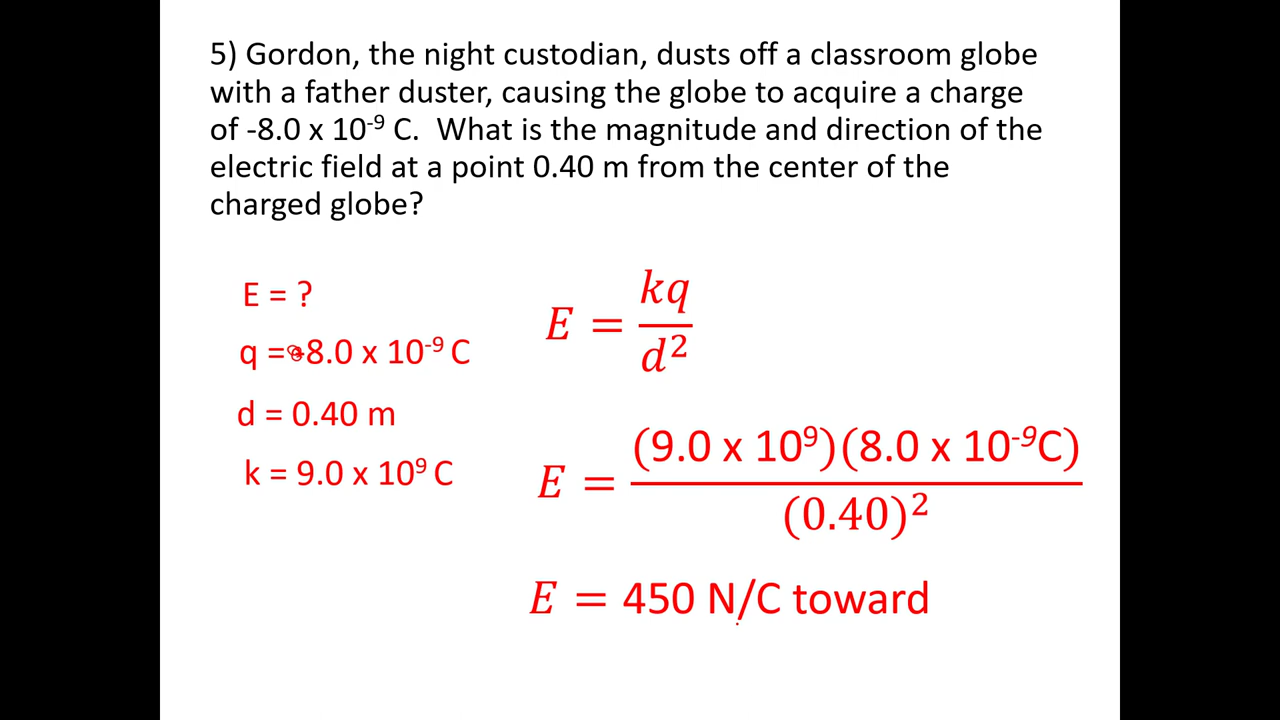 5) Gordon, the night custodian, dusts off a classroom globe
with a father duster, causing the globe to acquire a charge
of -8.0 x 10⁻⁹ C. What is the magnitude and direction of the
electric field at a point 0.40 m from the center of the
charged globe?
E = ?
q = -8.0 x 10⁻⁹ C
d = 0.40 m
k = 9.0 x 10⁹ C
E = kq / d²
E = (9.0 x 10⁹)(8.0 x 10⁻⁹C) / (0.40)²
E = 450 N/C toward